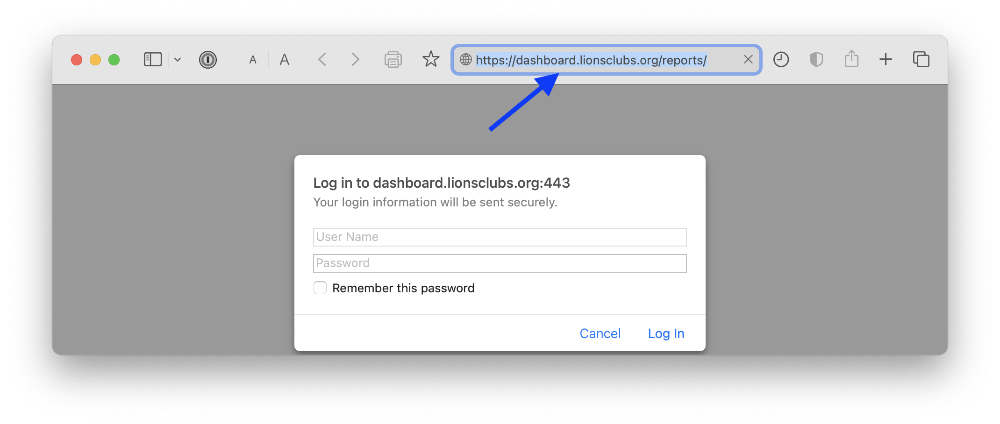 A A
https://dashboard.lionsclubs.org/reports/
Log in to dashboard.lionsclubs.org:443
Your login information will be sent securely.
User Name
Password
Remember this password
Cancel Log In